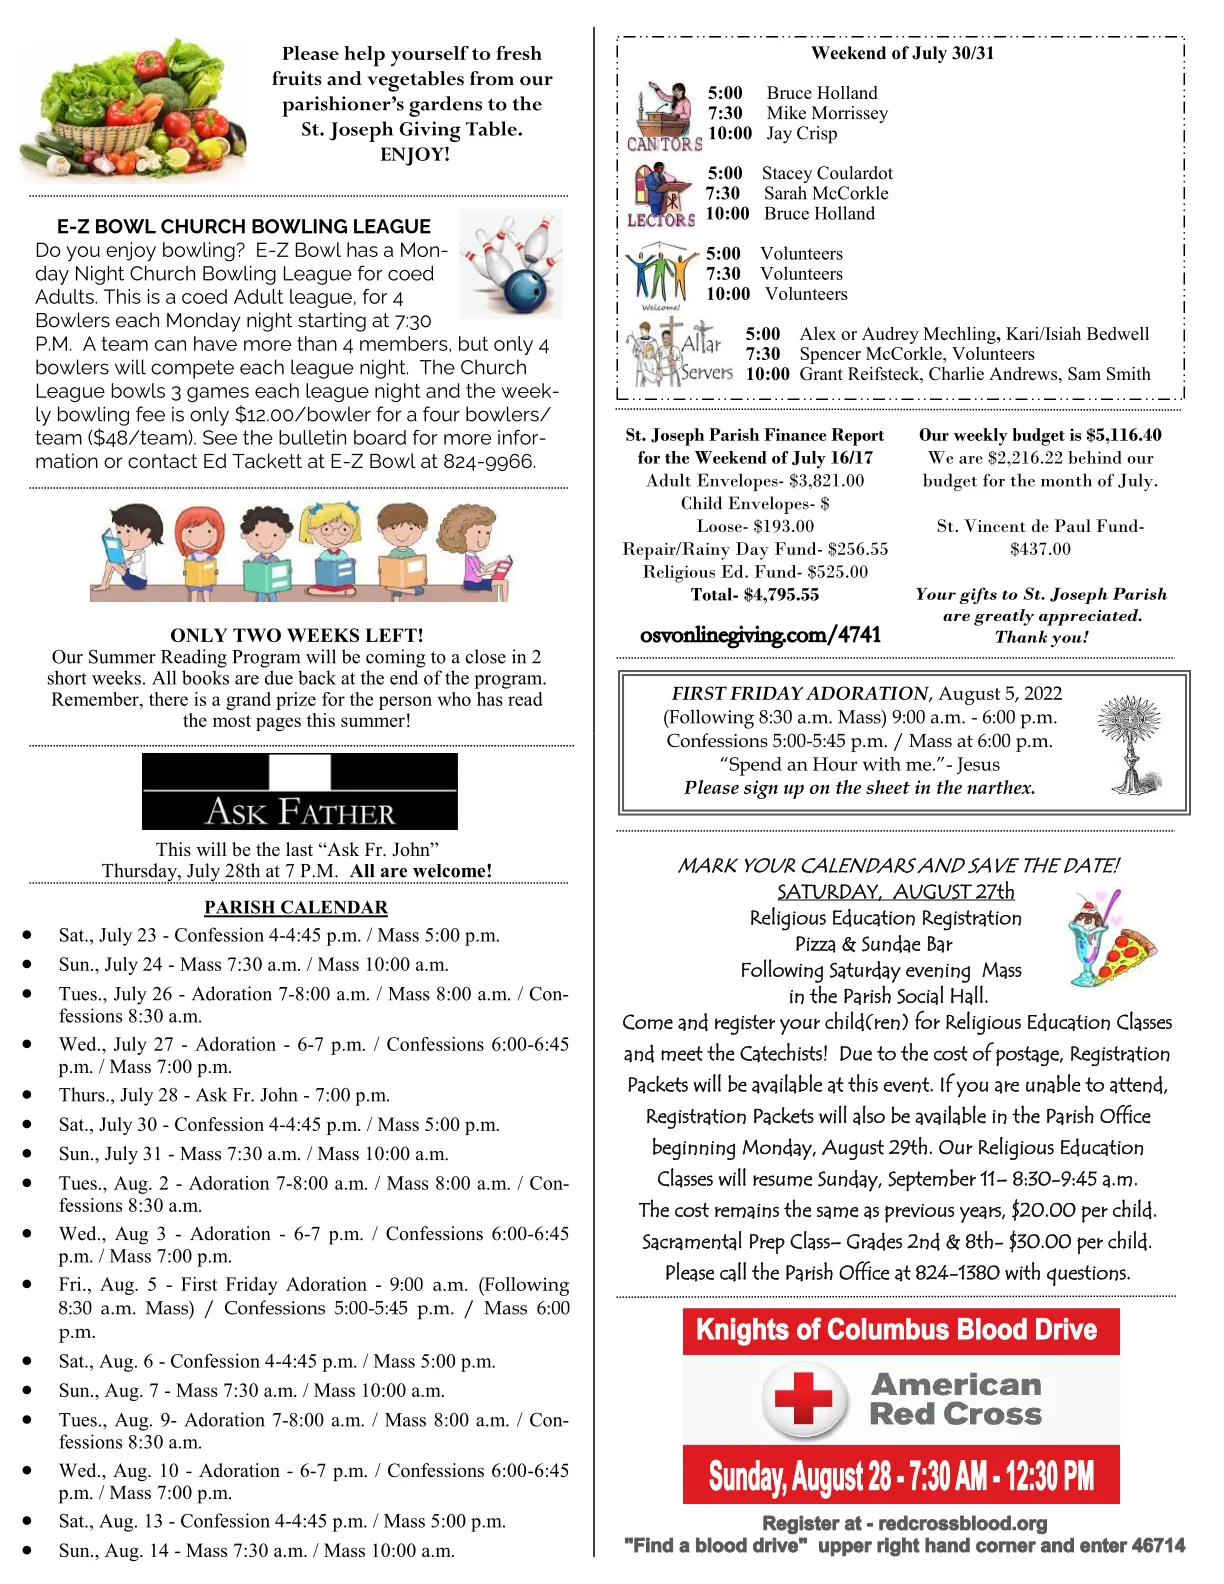 Please help yourself to fresh
fruits and vegetables from our
parishioner’s gardens to the
St. Joseph Giving Table.
ENJOY!
E-Z BOWL CHURCH BOWLING LEAGUE
Do you enjoy bowling?  E-Z Bowl has a Mon-
day Night Church Bowling League for coed
Adults. This is a coed Adult league, for 4
Bowlers each Monday night starting at 7:30
P.M.  A team can have more than 4 members, but only 4
bowlers will compete each league night.  The Church
League bowls 3 games each league night and the week-
ly bowling fee is only $12.00/bowler for a four bowlers/
team ($48/team). See the bulletin board for more infor-
mation or contact Ed Tackett at E-Z Bowl at 824-9966.
ONLY TWO WEEKS LEFT!
Our Summer Reading Program will be coming to a close in 2
short weeks. All books are due back at the end of the program.
Remember, there is a grand prize for the person who has read
the most pages this summer!
ASK FATHER
This will be the last “Ask Fr. John”
Thursday, July 28th at 7 P.M.  All are welcome!
PARISH CALENDAR
• Sat., July 23 - Confession 4-4:45 p.m. / Mass 5:00 p.m.
• Sun., July 24 - Mass 7:30 a.m. / Mass 10:00 a.m.
• Tues., July 26 - Adoration 7-8:00 a.m. / Mass 8:00 a.m. / Con-
fessions 8:30 a.m.
• Wed., July 27 - Adoration - 6-7 p.m. / Confessions 6:00-6:45
p.m. / Mass 7:00 p.m.
• Thurs., July 28 - Ask Fr. John - 7:00 p.m.
• Sat., July 30 - Confession 4-4:45 p.m. / Mass 5:00 p.m.
• Sun., July 31 - Mass 7:30 a.m. / Mass 10:00 a.m.
• Tues., Aug. 2 - Adoration 7-8:00 a.m. / Mass 8:00 a.m. / Con-
fessions 8:30 a.m.
• Wed., Aug 3 - Adoration - 6-7 p.m. / Confessions 6:00-6:45
p.m. / Mass 7:00 p.m.
• Fri., Aug. 5 - First Friday Adoration - 9:00 a.m. (Following
8:30 a.m. Mass) / Confessions 5:00-5:45 p.m. / Mass 6:00
p.m.
• Sat., Aug. 6 - Confession 4-4:45 p.m. / Mass 5:00 p.m.
• Sun., Aug. 7 - Mass 7:30 a.m. / Mass 10:00 a.m.
• Tues., Aug. 9- Adoration 7-8:00 a.m. / Mass 8:00 a.m. / Con-
fessions 8:30 a.m.
• Wed., Aug. 10 - Adoration - 6-7 p.m. / Confessions 6:00-6:45
p.m. / Mass 7:00 p.m.
• Sat., Aug. 13 - Confession 4-4:45 p.m. / Mass 5:00 p.m.
• Sun., Aug. 14 - Mass 7:30 a.m. / Mass 10:00 a.m.
Weekend of July 30/31
CANTORS
5:00 Bruce Holland
7:30 Mike Morrissey
10:00 Jay Crisp
LECTORS
5:00 Stacey Coulardot
7:30 Sarah McCorkle
10:00 Bruce Holland
Welcome!
5:00 Volunteers
7:30 Volunteers
10:00 Volunteers
Altar
Servers
5:00 Alex or Audrey Mechling, Kari/Isiah Bedwell
7:30 Spencer McCorkle, Volunteers
10:00 Grant Reifsteck, Charlie Andrews, Sam Smith
St. Joseph Parish Finance Report
for the Weekend of July 16/17
Adult Envelopes- $3,821.00
Child Envelopes- $
Loose- $193.00
Repair/Rainy Day Fund- $256.55
Religious Ed. Fund- $525.00
Total- $4,795.55
osvonlinegiving.com/4741
Our weekly budget is $5,116.40
We are $2,216.22 behind our
budget for the month of July.
St. Vincent de Paul Fund-
$437.00
Your gifts to St. Joseph Parish
are greatly appreciated.
Thank you!
FIRST FRIDAY ADORATION, August 5, 2022
(Following 8:30 a.m. Mass) 9:00 a.m. - 6:00 p.m.
Confessions 5:00-5:45 p.m. / Mass at 6:00 p.m.
“Spend an Hour with me.”- Jesus
Please sign up on the sheet in the narthex.
MARK YOUR CALENDARS AND SAVE THE DATE!
SATURDAY,  AUGUST 27th
Religious Education Registration
Pizza & Sundae Bar
Following Saturday evening  Mass
in the Parish Social Hall.
Come and register your child(ren) for Religious Education Classes
and meet the Catechists!  Due to the cost of postage, Registration
Packets will be available at this event. If you are unable to attend,
Registration Packets will also be available in the Parish Office
beginning Monday, August 29th. Our Religious Education
Classes will resume Sunday, September 11– 8:30-9:45 a.m.
The cost remains the same as previous years, $20.00 per child.
Sacramental Prep Class– Grades 2nd & 8th- $30.00 per child.
Please call the Parish Office at 824-1380 with questions.
Knights of Columbus Blood Drive
American
Red Cross
Sunday, August 28 - 7:30 AM - 12:30 PM
Register at - redcrossblood.org
"Find a blood drive"  upper right hand corner and enter 46714